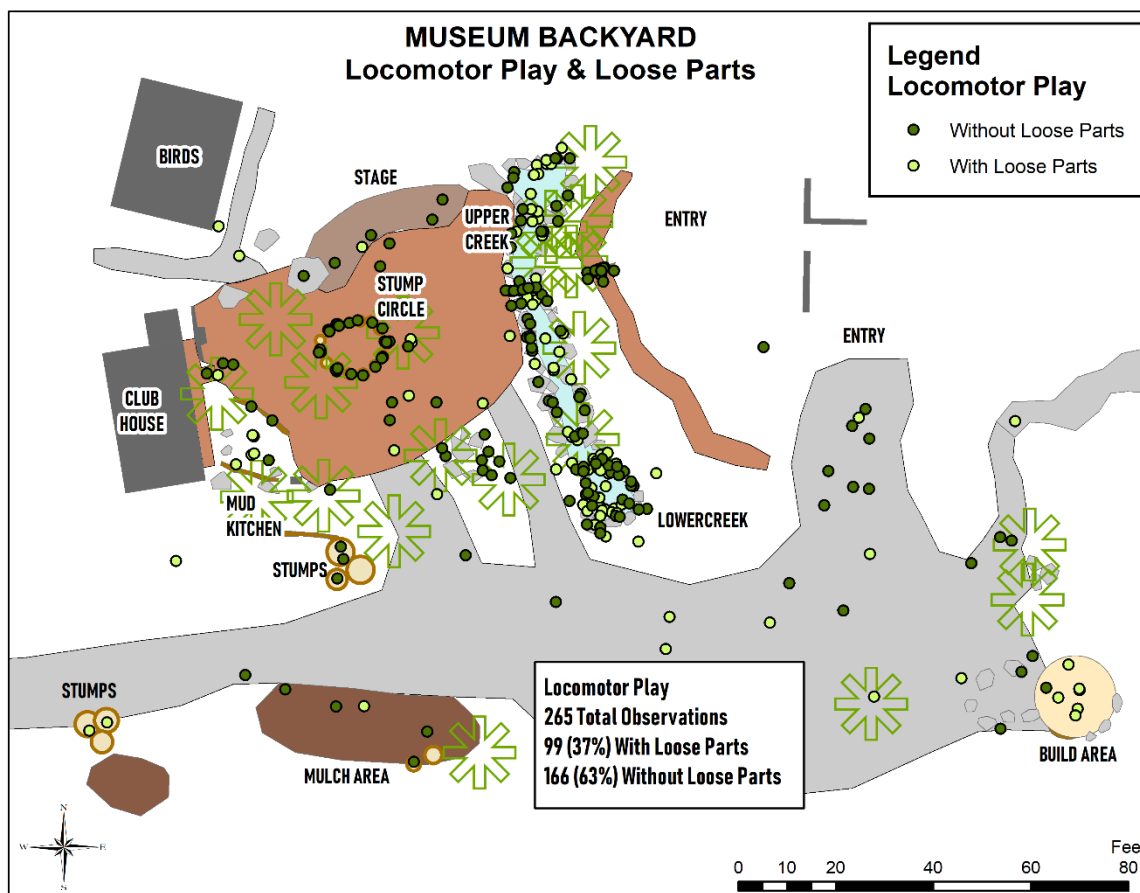 MUSEUM BACKYARD
Locomotor Play & Loose Parts
Legend
Locomotor Play
Without Loose Parts
With Loose Parts
BIRDS
STAGE
UPPER
CREEK
ENTRY
STUMP
CIRCLE
ENTRY
CLUB
HOUSE
MUD
KITCHEN
LOWERCREEK
STUMPS
STUMPS
MULCH AREA
BUILD AREA
Locomotor Play
265 Total Observations
99 (37%) With Loose Parts
166 (63%) Without Loose Parts
N
W E
S
Fee
0 10 20 40 60 80